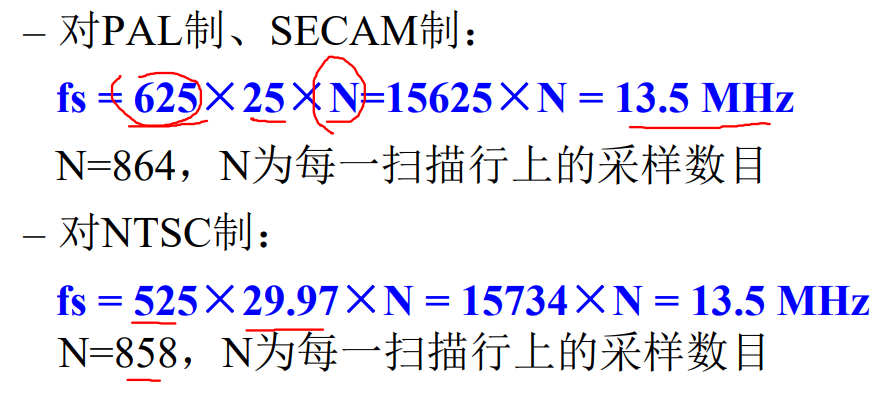 – 对PAL制、SECAM制：
fs = 625×25×N=15625×N = 13.5 MHz
N=864，N为每一扫描行上的采样数目
– 对NTSC制：
fs = 525×29.97×N = 15734×N = 13.5 MHz
N=858，N为每一扫描行上的采样数目